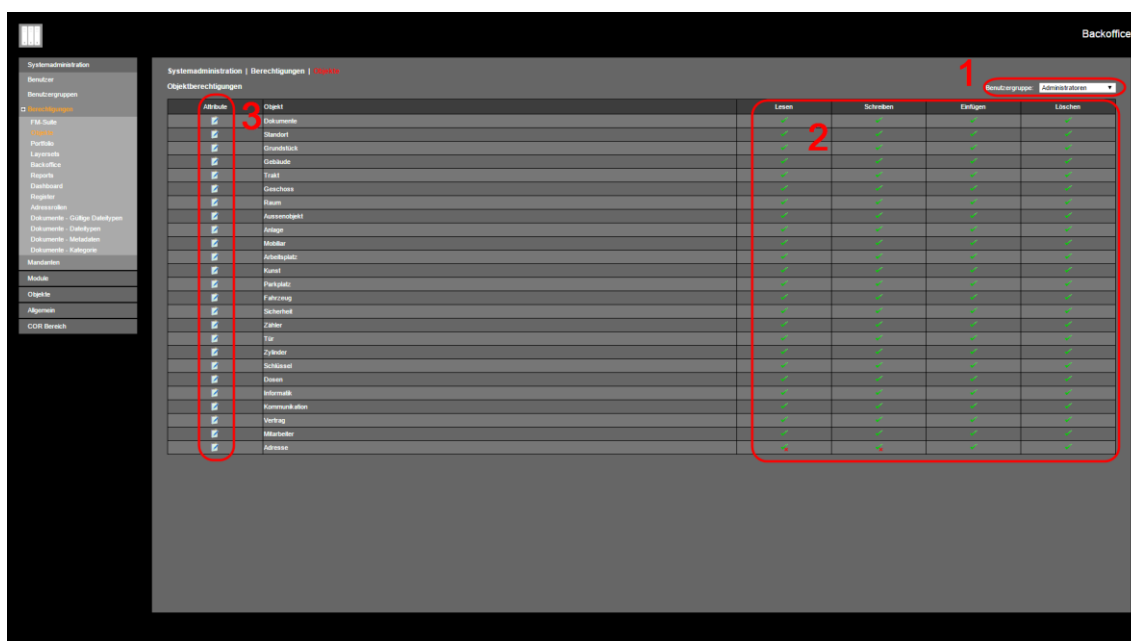 Backoffice
Systemadministration
Benutzer
Benutzergruppen
Berechtigungen
FM-Suite
Objekte
Portfolio
Layersets
Backoffice
Reports
Dashboard
Register
Adressrollen
Dokumente - Gültige Dateitypen
Dokumente - Dateitypen
Dokumente - Metadaten
Dokumente - Kategorie
Mandanten
Module
Objekte
Allgemein
COR Bereich
Systemadministration | Berechtigungen | Objekte
1
Objektberechtigungen
Benutzergruppe: Administratoren
Attribute Objekt Lesen Schreiben Einfügen Löschen
3
2
Dokumente
Standort
Grundstück
Gebäude
Trakt
Geschoss
Raum
Aussenobjekt
Anlage
Mobiliar
Arbeitsplatz
Kunst
Parkplatz
Fahrzeug
Sicherheit
Zähler
Tür
Zylinder
Schlüssel
Dosen
Informatik
Kommunikation
Vertrag
Mitarbeiter
Adresse